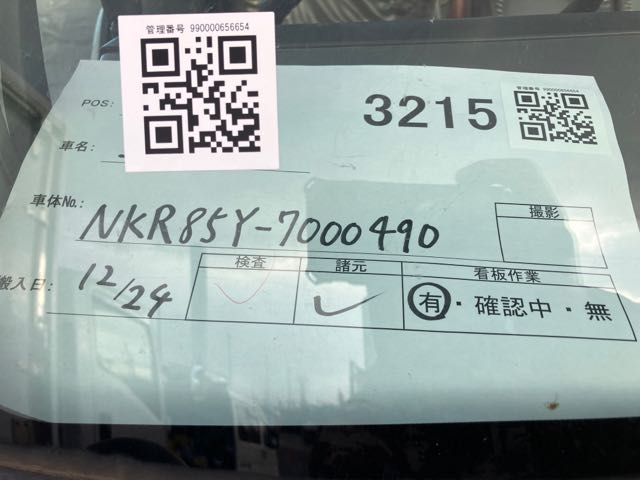 管理番号 990000656654
POS:
3215
管理番号 990000656654
車名:
車体No.: NKR85Y-7000490
撮影
搬入日: 12/24
検査
諸元
看板作業
有・確認中・無